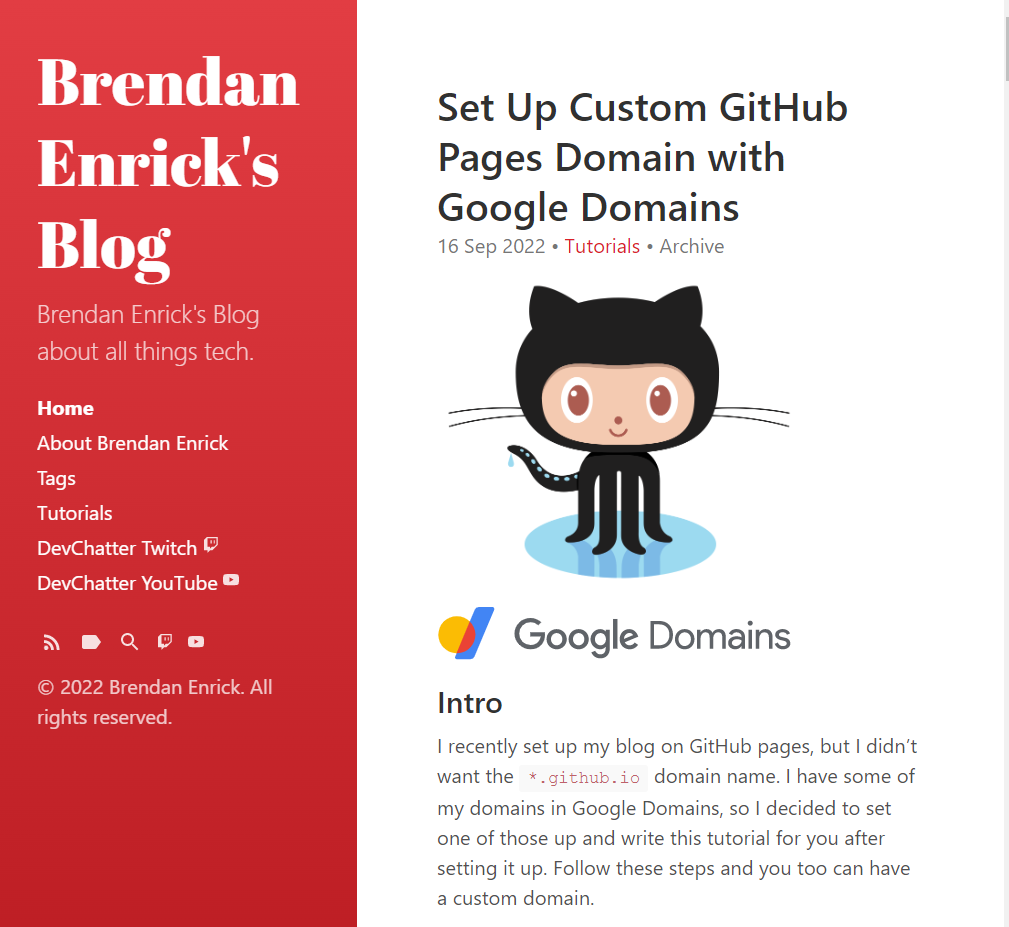 Brendan
Enrick's
Blog
Brendan Enrick's Blog
about all things tech.
Home
About Brendan Enrick
Tags
Tutorials
DevChatter Twitch
DevChatter YouTube
© 2022 Brendan Enrick. All
rights reserved.
Set Up Custom GitHub
Pages Domain with
Google Domains
16 Sep 2022 • Tutorials • Archive
Google Domains
Intro
I recently set up my blog on GitHub pages, but I didn’t
want the *.github.io domain name. I have some of
my domains in Google Domains, so I decided to set
one of those up and write this tutorial for you after
setting it up. Follow these steps and you too can have
a custom domain.